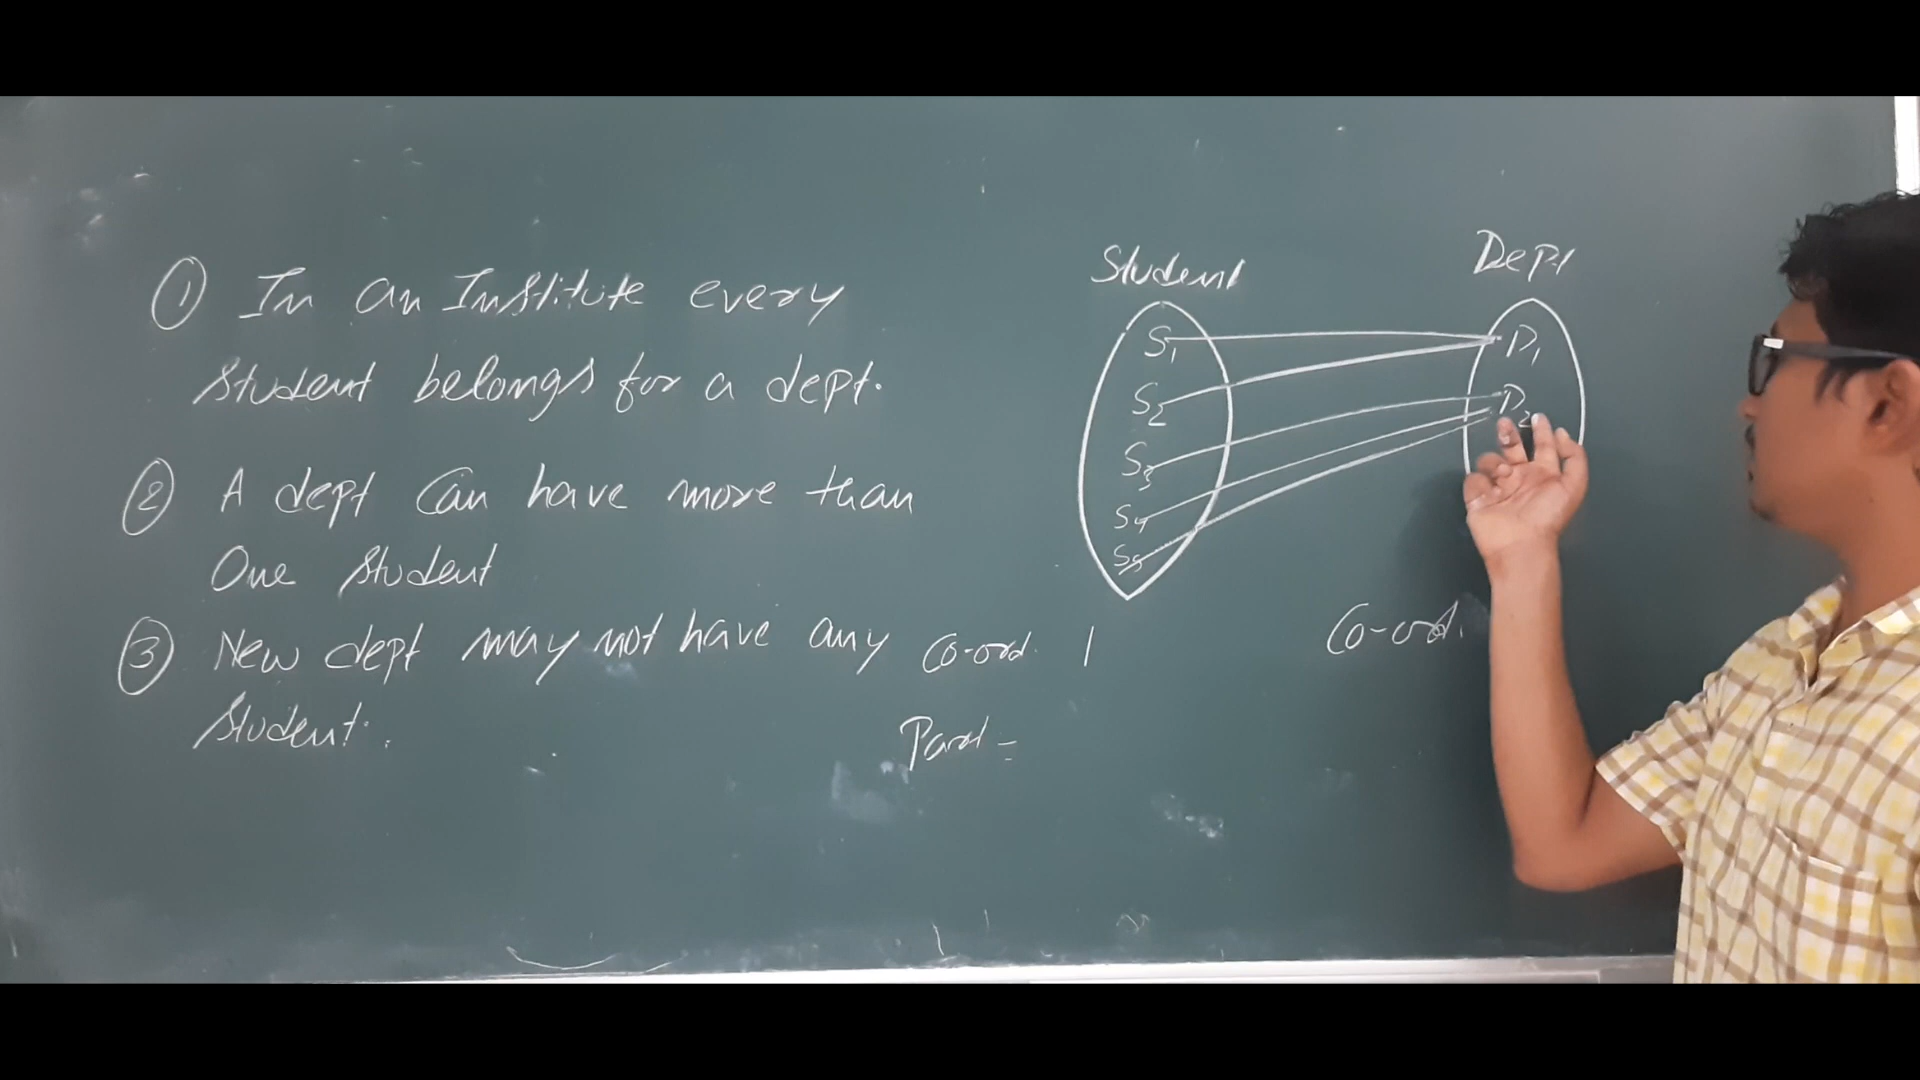 ① In an Institute every
student belongs for a dept.
② A dept can have more than
One student
③ New dept may not have any
student.
Co-ord. 1
Part =
Student
Dept
S1
S2
S3
S4
S5
D1
D2
Co-ord.